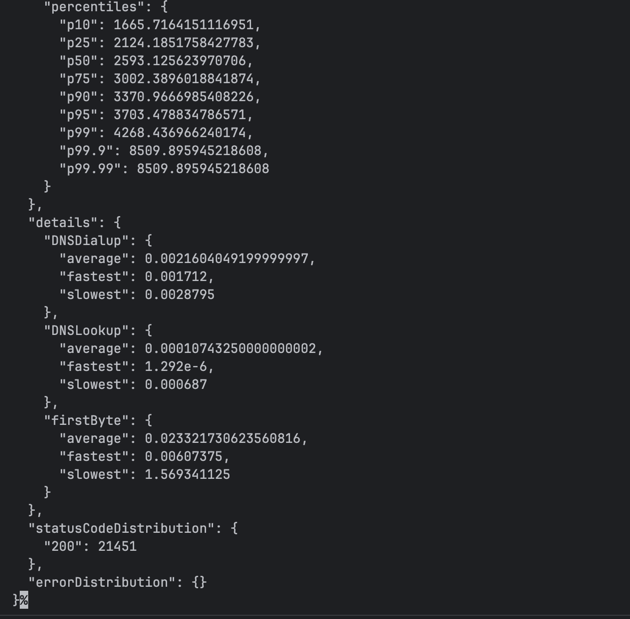 "percentiles": {
"p10": 1665.7164151116951,
"p25": 2124.1851758427783,
"p50": 2593.125623970706,
"p75": 3002.3896018841874,
"p90": 3370.9666985408226,
"p95": 3703.478834786571,
"p99": 4268.436966240174,
"p99.9": 8509.895945218608,
"p99.99": 8509.895945218608
}
},
"details": {
"DNSDialup": {
"average": 0.0021604049199999997,
"fastest": 0.001712,
"slowest": 0.0028795
},
"DNSLookup": {
"average": 0.00010743250000000002,
"fastest": 1.292e-6,
"slowest": 0.000687
},
"firstByte": {
"average": 0.023321730623560816,
"fastest": 0.00607375,
"slowest": 1.569341125
}
},
"statusCodeDistribution": {
"200": 21451
},
"errorDistribution": {}
}%